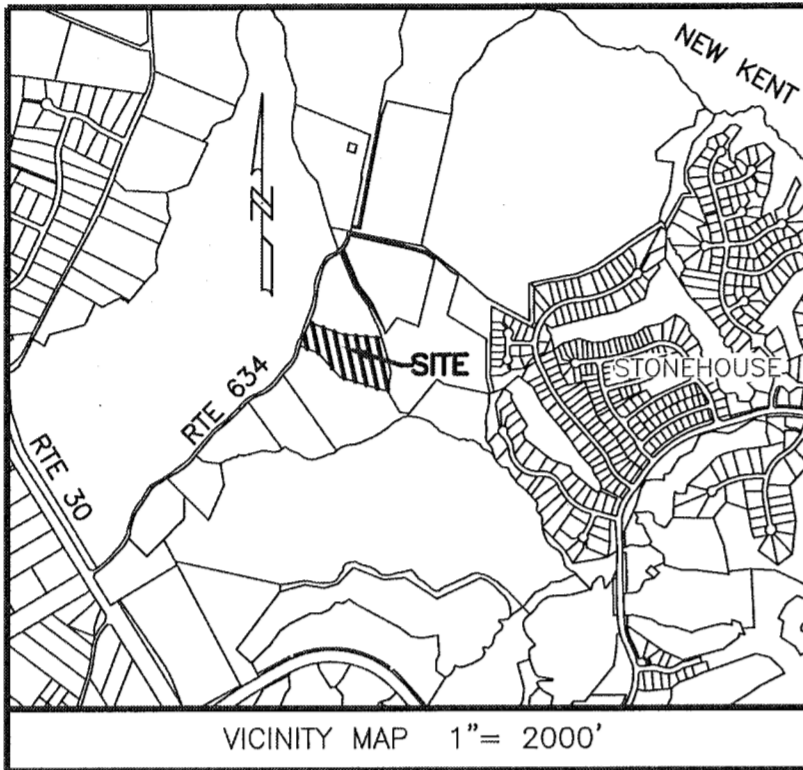 NEW KENT
N
SITE
STONEHOUSE
RTE 634
RTE 30
VICINITY MAP 1"= 2000'